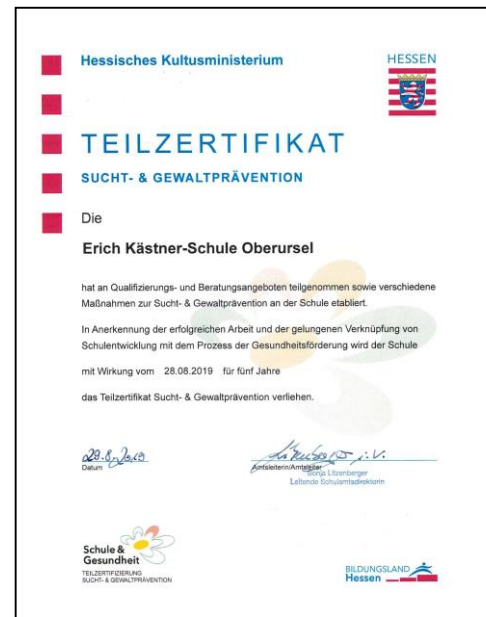 Hessisches Kultusministerium
HESSEN
TEILZERTIFIKAT
SUCHT- & GEWALTPRÄVENTION
Die
Erich Kästner-Schule Oberursel
hat an Qualifizierungs- und Beratungsangeboten teilgenommen sowie verschiedene
Maßnahmen zur Sucht- & Gewaltprävention an der Schule etabliert.
In Anerkennung der erfolgreichen Arbeit und der gelungenen Verknüpfung von
Schulentwicklung mit dem Prozess der Gesundheitsförderung wird der Schule
mit Wirkung vom 28.08.2019 für fünf Jahre
das Teilzertifikat Sucht- & Gewaltprävention verliehen.
29.8.2019
i.V.
Datum
Amtsleiterin/Amtsleiter
Sonja Litzenberger
Leitende Schulamtsdirektorin
Schule &
Gesundheit
TEILZERTIFIZIERUNG
SUCHT- & GEWALTPRÄVENTION
BILDUNGSLAND
Hessen